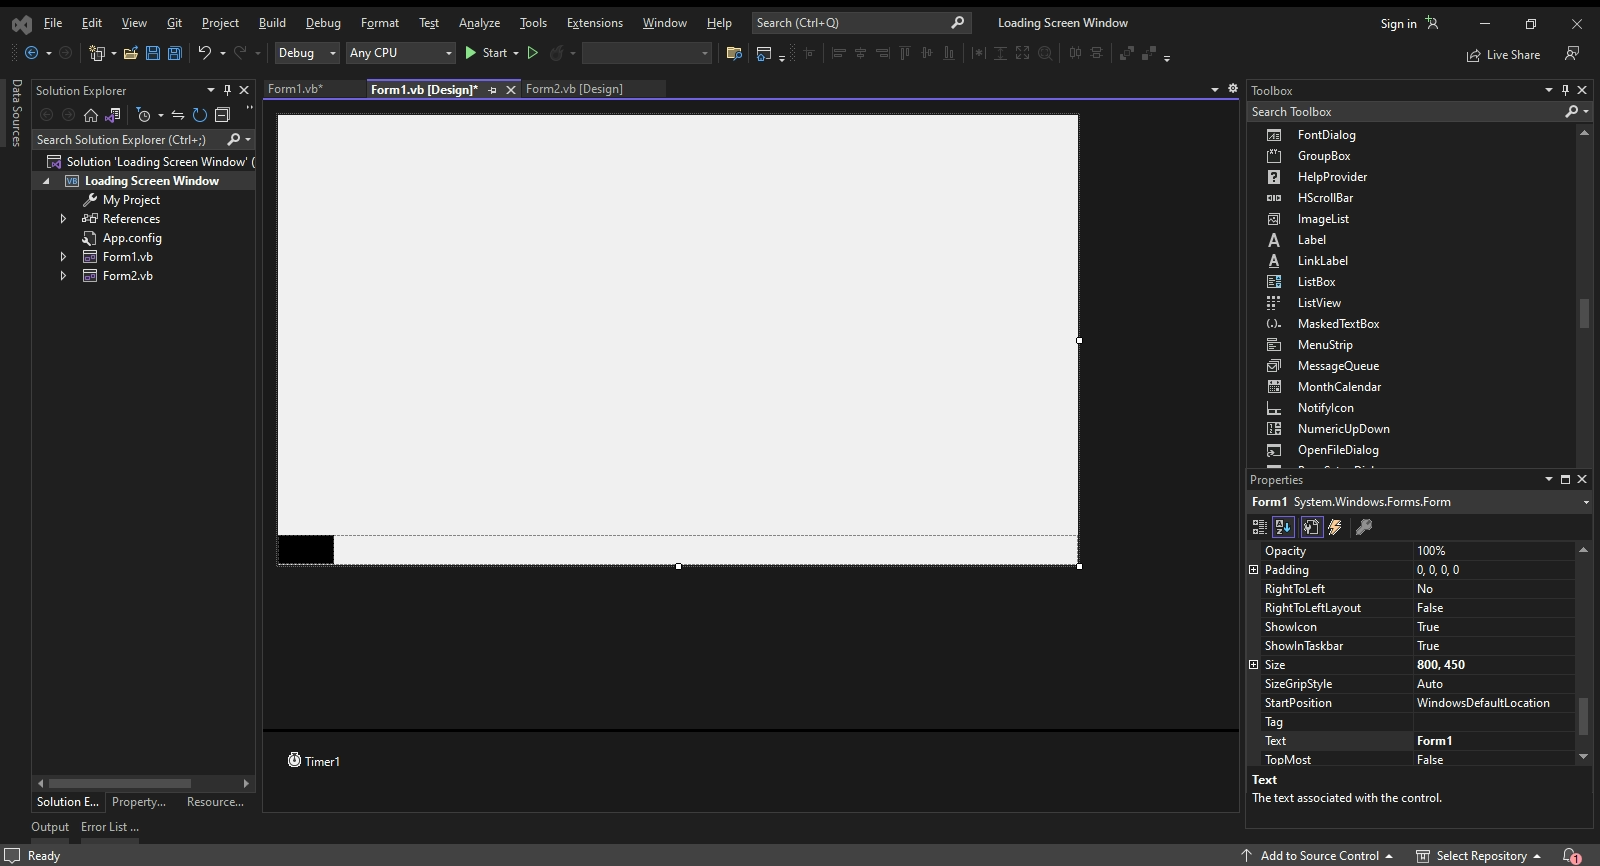 File Edit View Git Project Build Debug Format Test Analyze Tools Extensions Window Help Search (Ctrl+Q) Loading Screen Window Sign in
Debug Any CPU Start Live Share
Data Sources
Solution Explorer
Search Solution Explorer (Ctrl+;)
Solution 'Loading Screen Window' (
Loading Screen Window
My Project
References
App.config
Form1.vb
Form2.vb
Solution E... Property... Resource...
Form1.vb* Form1.vb [Design]* Form2.vb [Design]
Timer1
Toolbox
Search Toolbox
FontDialog
GroupBox
HelpProvider
HScrollBar
ImageList
Label
LinkLabel
ListBox
ListView
MaskedTextBox
MenuStrip
MessageQueue
MonthCalendar
NotifyIcon
NumericUpDown
OpenFileDialog
Properties
Form1 System.Windows.Forms.Form
Opacity 100%
Padding 0, 0, 0, 0
RightToLeft No
RightToLeftLayout False
ShowIcon True
ShowInTaskbar True
Size 800, 450
SizeGripStyle Auto
StartPosition WindowsDefaultLocation
Tag
Text Form1
TopMost False
Text
The text associated with the control.
Output Error List ...
Ready Add to Source Control Select Repository 1